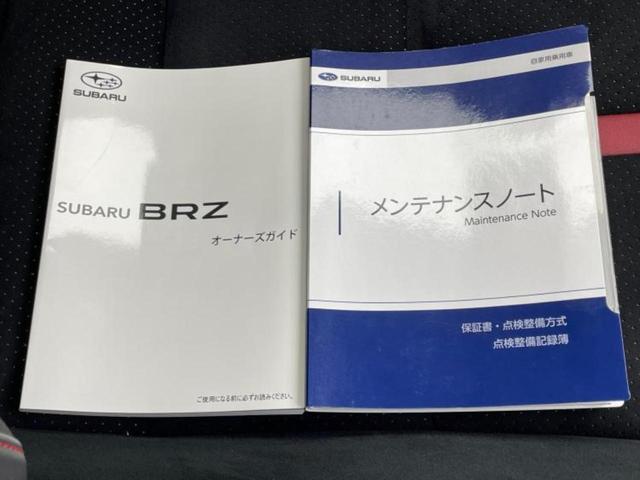 SUBARU
SUBARU BRZ
オーナーズガイド
ご使用になる前に必ずお読みください。
SUBARU
自家用乗用車
メンテナンスノート
Maintenance Note
保証書・点検整備方式
点検整備記録簿